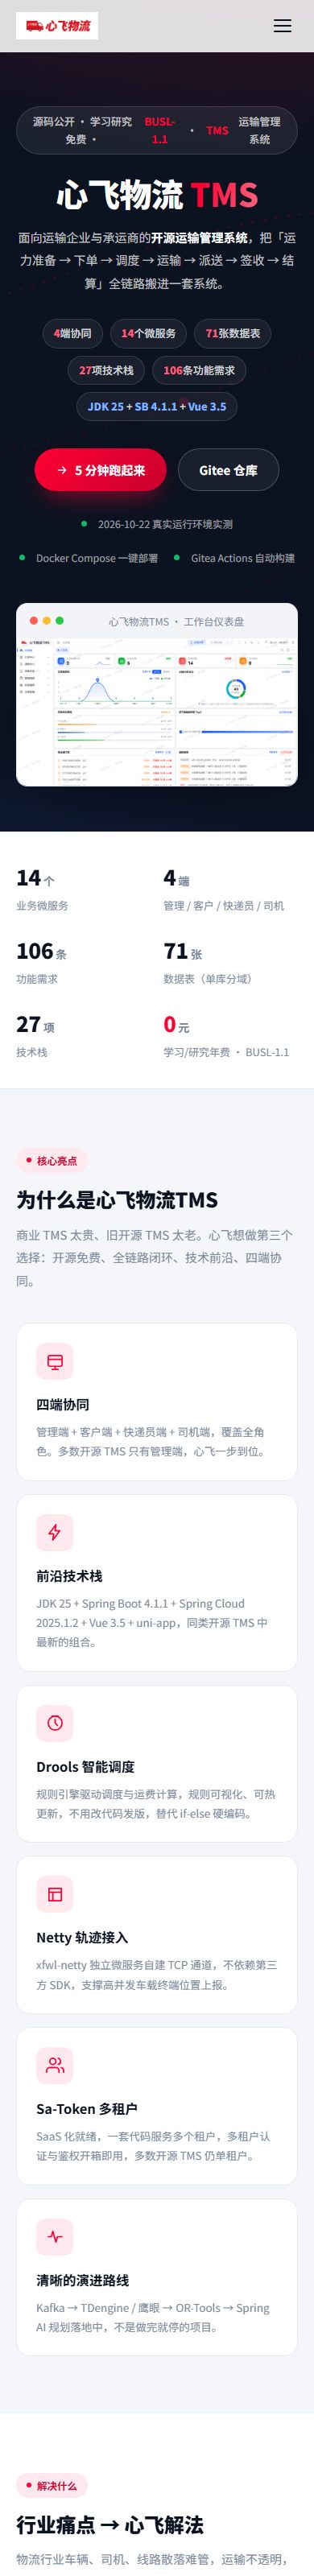 心飞物流
源码公开 · 学习研究免费 · BUSL-1.1 · TMS 运输管理系统
心飞物流 TMS
面向运输企业与承运商的开源运输管理系统，把「运
力准备 → 下单 → 调度 → 运输 → 派送 → 签收 → 结
算」全链路搬进一套系统。
4端协同 14个微服务 71张数据表
27项技术栈 106条功能需求
JDK 25 + SB 4.1.1 + Vue 3.5
→ 5 分钟跑起来 Gitee 仓库
2026-10-22 真实运行环境实测
Docker Compose 一键部署 Gitea Actions 自动构建
心飞物流TMS · 工作台仪表盘
14 个 4 端
业务微服务 管理 / 客户 / 快递员 / 司机
106 条 71 张
功能需求 数据表（单库分域）
27 项 0 元
技术栈 学习/研究年费 · BUSL-1.1
核心亮点
为什么是心飞物流TMS
商业 TMS 太贵、旧开源 TMS 太老。心飞想做第三个
选择：开源免费、全链路闭环、技术前沿、四端协
同。
四端协同
管理端 + 客户端 + 快递员端 + 司机端，覆盖全角
色。多数开源 TMS 只有管理端，心飞一步到位。
前沿技术栈
JDK 25 + Spring Boot 4.1.1 + Spring Cloud
2025.1.2 + Vue 3.5 + uni-app，同类开源 TMS 中
最新的组合。
Drools 智能调度
规则引擎驱动调度与运费计算，规则可视化、可热
更新，不用改代码发版，替代 if-else 硬编码。
Netty 轨迹接入
xfwl-netty 独立微服务自建 TCP 通道，不依赖第三
方 SDK，支撑高并发车载终端位置上报。
Sa-Token 多租户
SaaS 化就绪，一套代码服务多个租户，多租户认
证与鉴权开箱即用，多数开源 TMS 仍单租户。
清晰的演进路线
Kafka → TDengine / 鹰眼 → OR-Tools → Spring
AI 规划落地中，不是做完就停的项目。
解决什么
行业痛点 → 心飞解法
物流行业车辆、司机、线路散落难管，运输不透明，